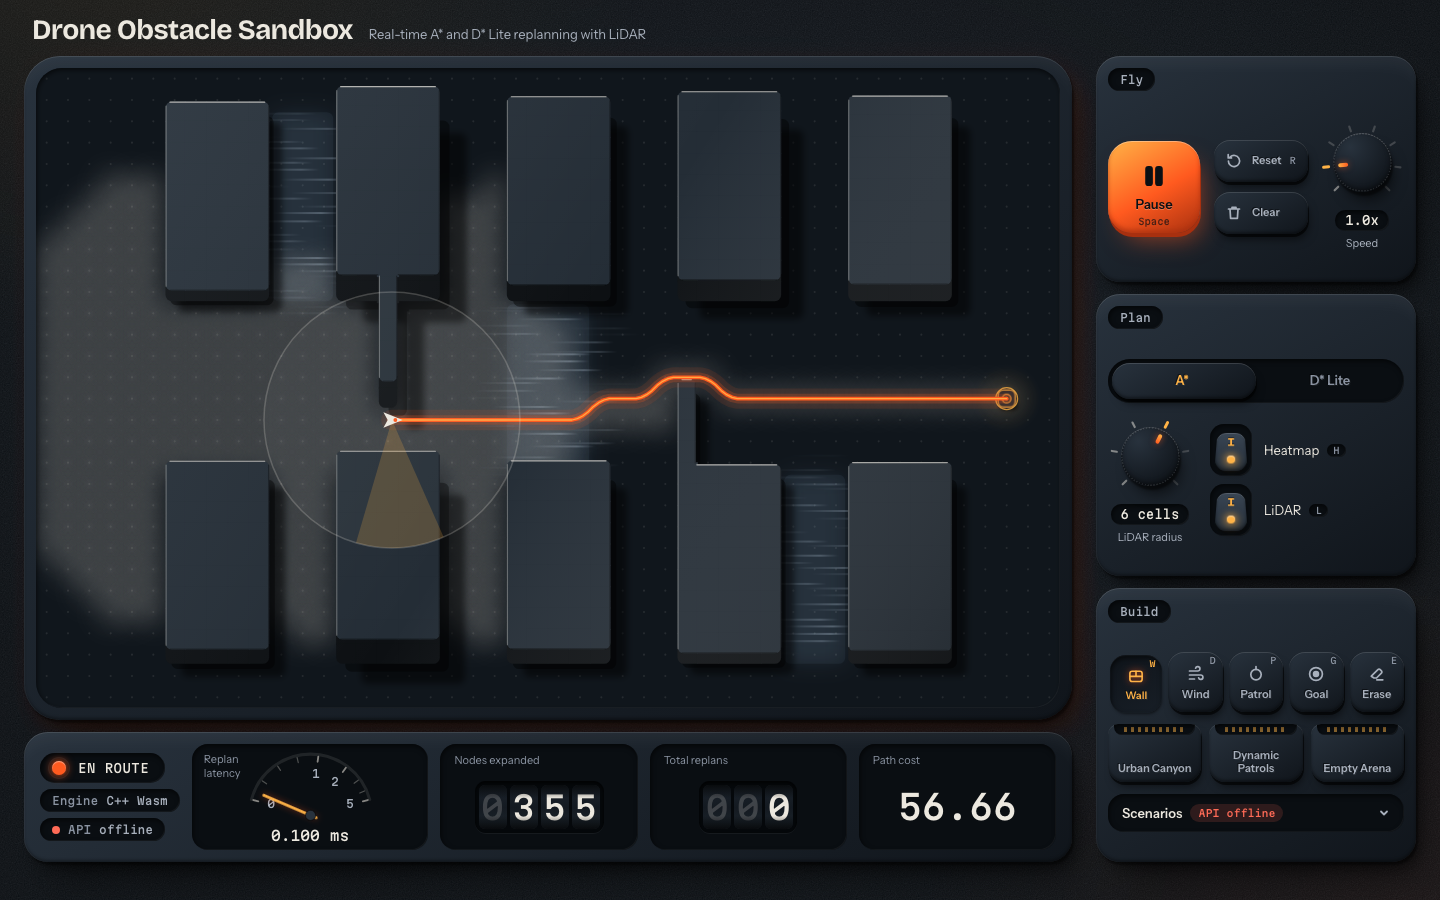 Drone Obstacle Sandbox
Real-time A* and D* Lite replanning with LiDAR
Fly
Pause
Space
Reset R
Clear
1.0x
Speed
Plan
A*
D* Lite
6 cells
LiDAR radius
I
Heatmap H
I
LiDAR L
Build
W
Wall
D
Wind
P
Patrol
G
Goal
E
Erase
Urban Canyon
Dynamic
Patrols
Empty Arena
Scenarios API offline
EN ROUTE
Engine C++ Wasm
API offline
Replan
latency
0 1 2 5
0.100 ms
Nodes expanded
0355
Total replans
000
Path cost
56.66